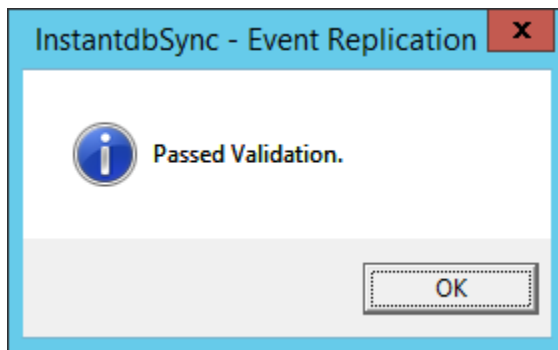 InstantdbSync - Event Replication
Passed Validation.
OK